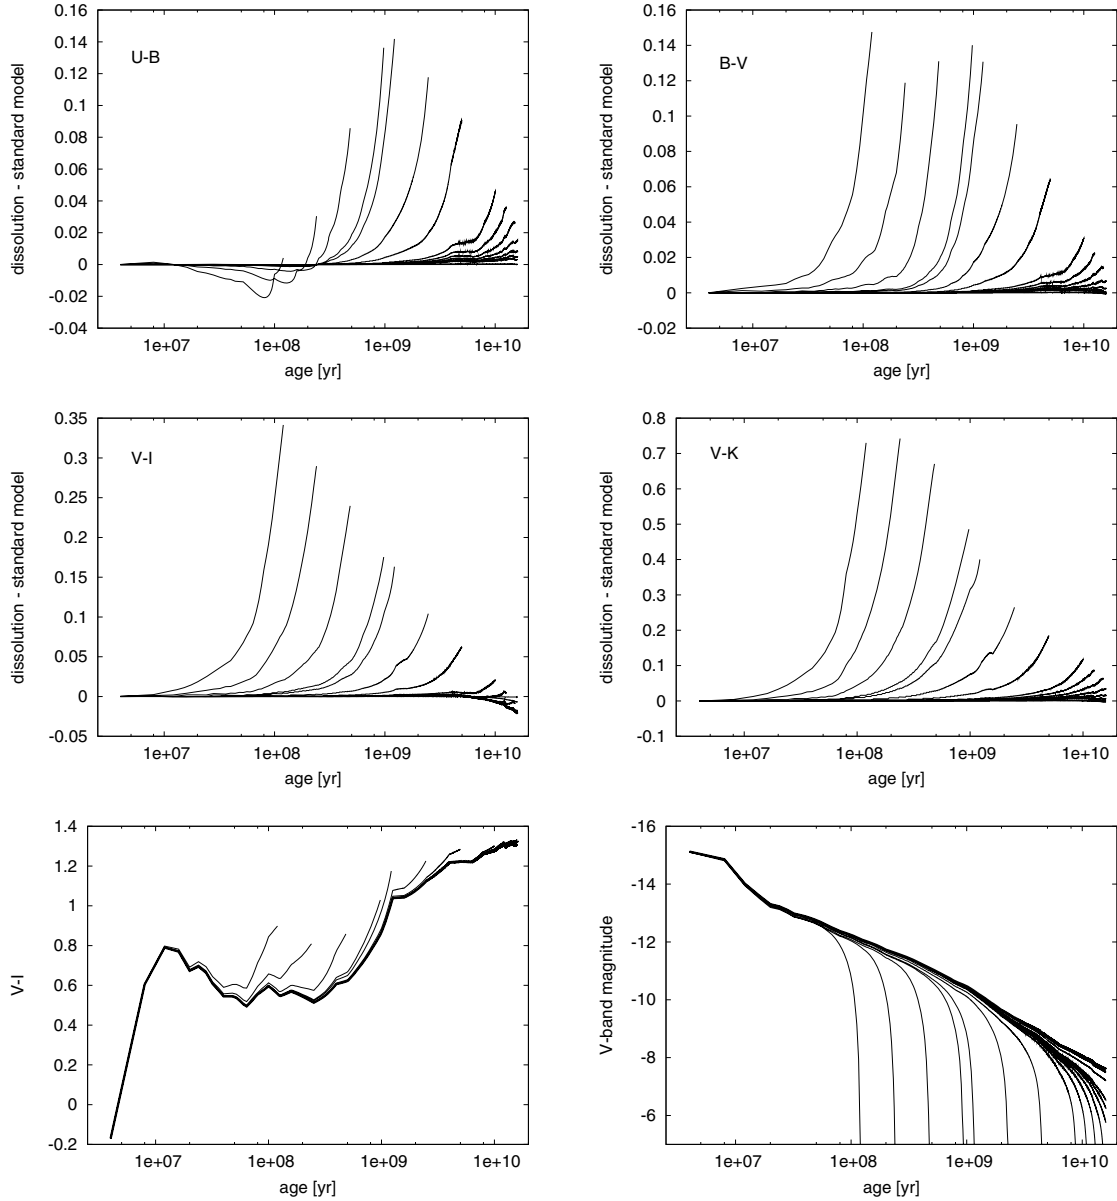 U-B
dissolution - standard model
0.16
0.14
0.12
0.1
0.08
0.06
0.04
0.02
0
-0.02
-0.04
1e+07 1e+08 1e+09 1e+10
age [yr]
B-V
dissolution - standard model
0.16
0.14
0.12
0.1
0.08
0.06
0.04
0.02
0
-0.02
1e+07 1e+08 1e+09 1e+10
age [yr]
V-I
dissolution - standard model
0.35
0.3
0.25
0.2
0.15
0.1
0.05
0
-0.05
1e+07 1e+08 1e+09 1e+10
age [yr]
V-K
dissolution - standard model
0.8
0.7
0.6
0.5
0.4
0.3
0.2
0.1
0
-0.1
1e+07 1e+08 1e+09 1e+10
age [yr]
V-I
1.4
1.2
1
0.8
0.6
0.4
0.2
0
-0.2
1e+07 1e+08 1e+09 1e+10
age [yr]
V-band magnitude
-16
-14
-12
-10
-8
-6
1e+07 1e+08 1e+09 1e+10
age [yr]